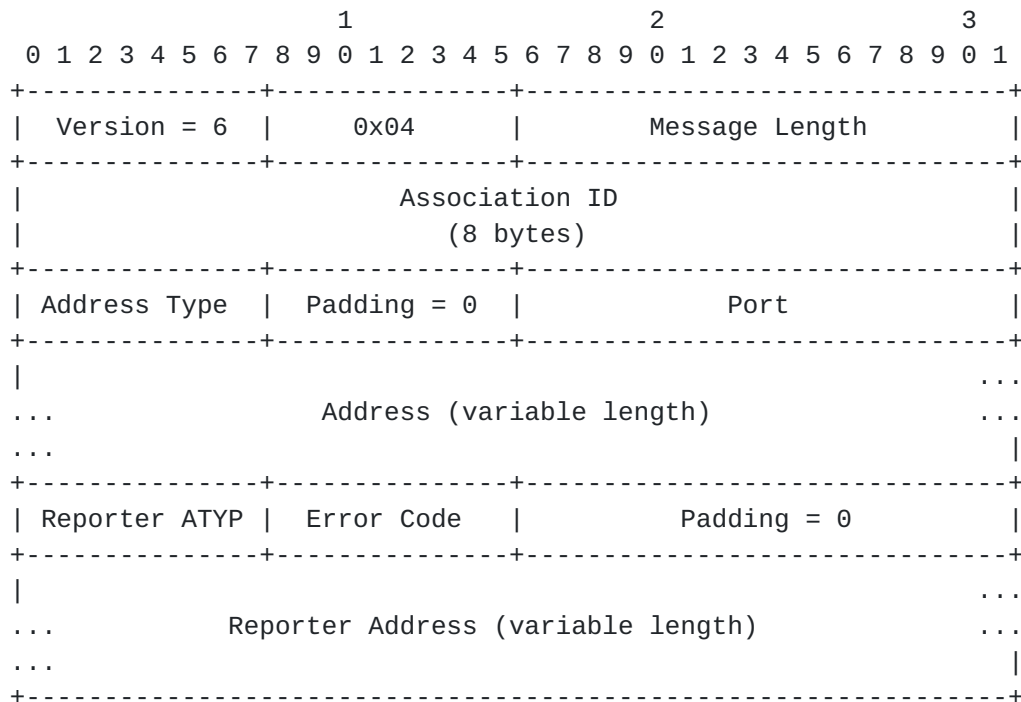 1                   2                   3
 0 1 2 3 4 5 6 7 8 9 0 1 2 3 4 5 6 7 8 9 0 1 2 3 4 5 6 7 8 9 0 1
+---------------+---------------+-------------------------------+
|  Version = 6  |     0x04      |        Message Length         |
+---------------+---------------+-------------------------------+
|                        Association ID                         |
|                           (8 bytes)                           |
+---------------+---------------+-------------------------------+
| Address Type  |  Padding = 0  |             Port              |
+---------------+---------------+-------------------------------+
|                                                             ...
...                 Address (variable length)                 ...
...                                                             |
+---------------+---------------+-------------------------------+
| Reporter ATYP |  Error Code   |          Padding = 0          |
+---------------+---------------+-------------------------------+
|                                                             ...
...           Reporter Address (variable length)              ...
...                                                             |
+---------------------------------------------------------------+